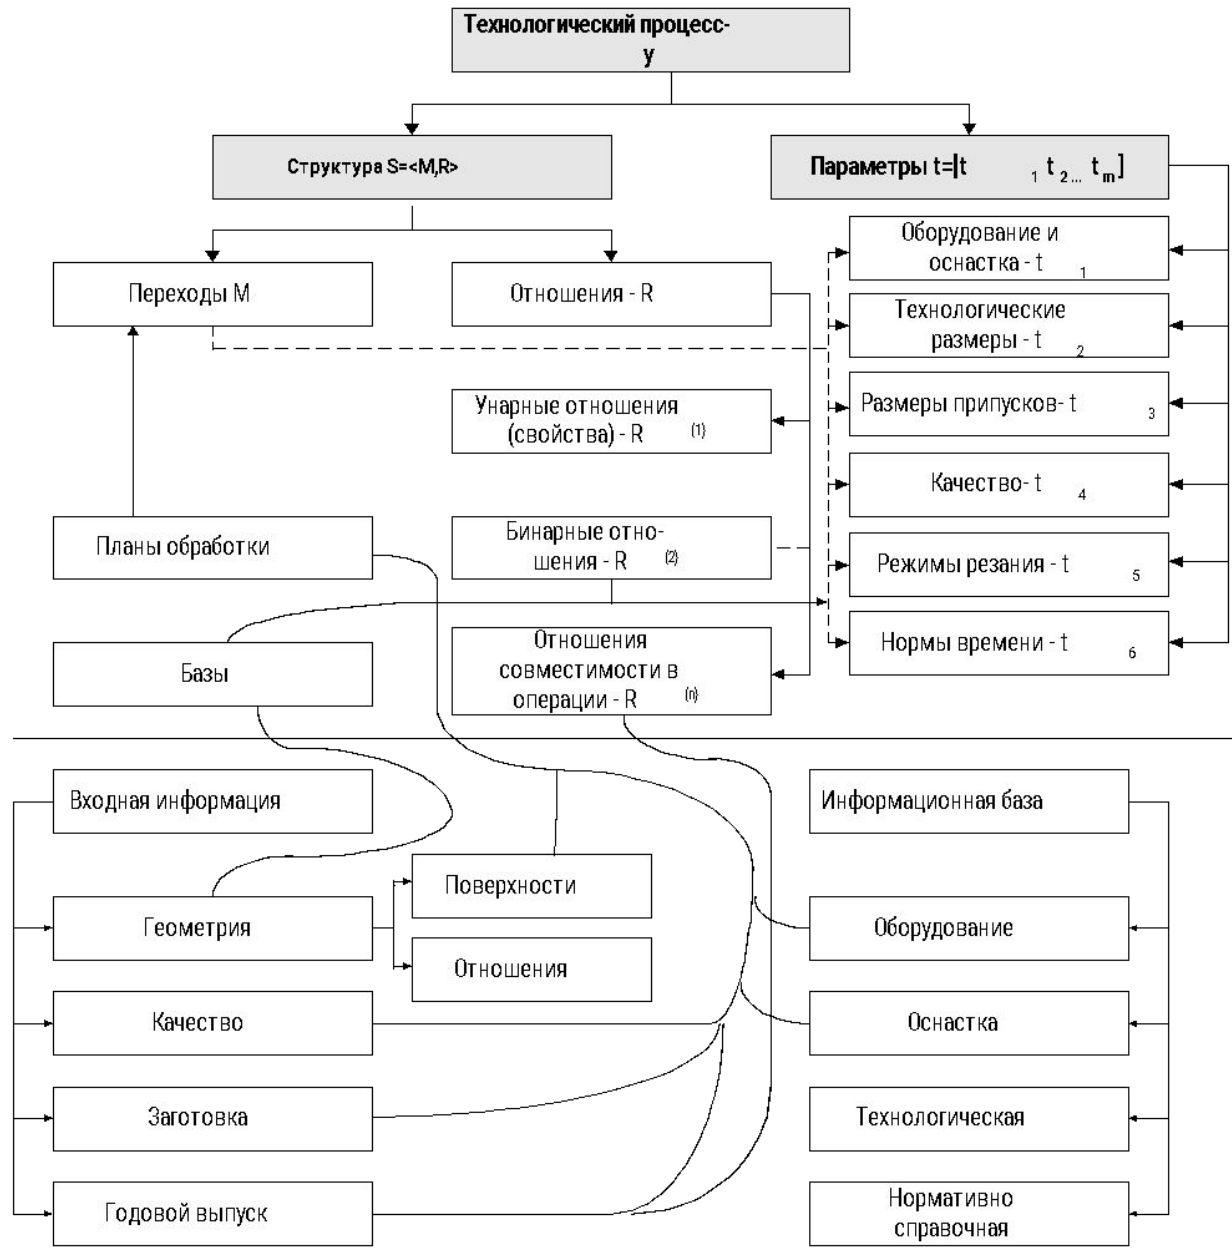 Технологический процесс-
y
Структура S=<M,R>
Параметры t=|t 1 t 2... t m]
Оборудование и
оснастка - t 1
Переходы М
Отношения - R
Технологические
размеры - t 2
Унарные отношения
(свойства) - R (1)
Размеры припусков- t 3
Качество- t 4
Планы обработки
Бинарные отно-
шения - R (2)
Режимы резания - t 5
Нормы времени - t 6
Базы
Отношения
совместимости в
операции - R (n)
Входная информация
Информационная база
Поверхности
Геометрия
Оборудование
Отношения
Качество
Оснастка
Заготовка
Технологическая
Годовой выпуск
Нормативно
справочная